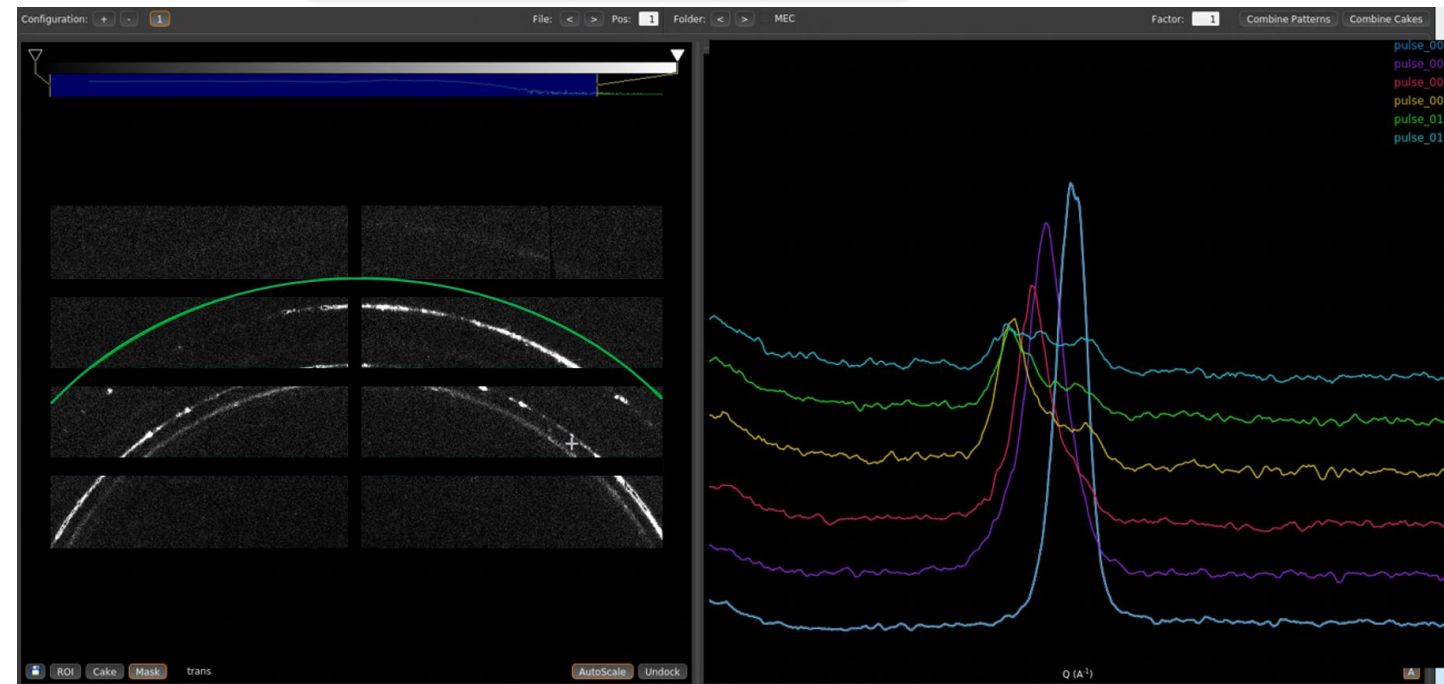 Configuration: + - 1 File: < > Pos: 1 Folder: < > MEC Factor: 1 Combine Patterns Combine Cakes
pulse_00
pulse_00
pulse_00
pulse_00
pulse_01
pulse_01
ROI Cake Mask trans AutoScale Undock
Q (A⁻¹) A